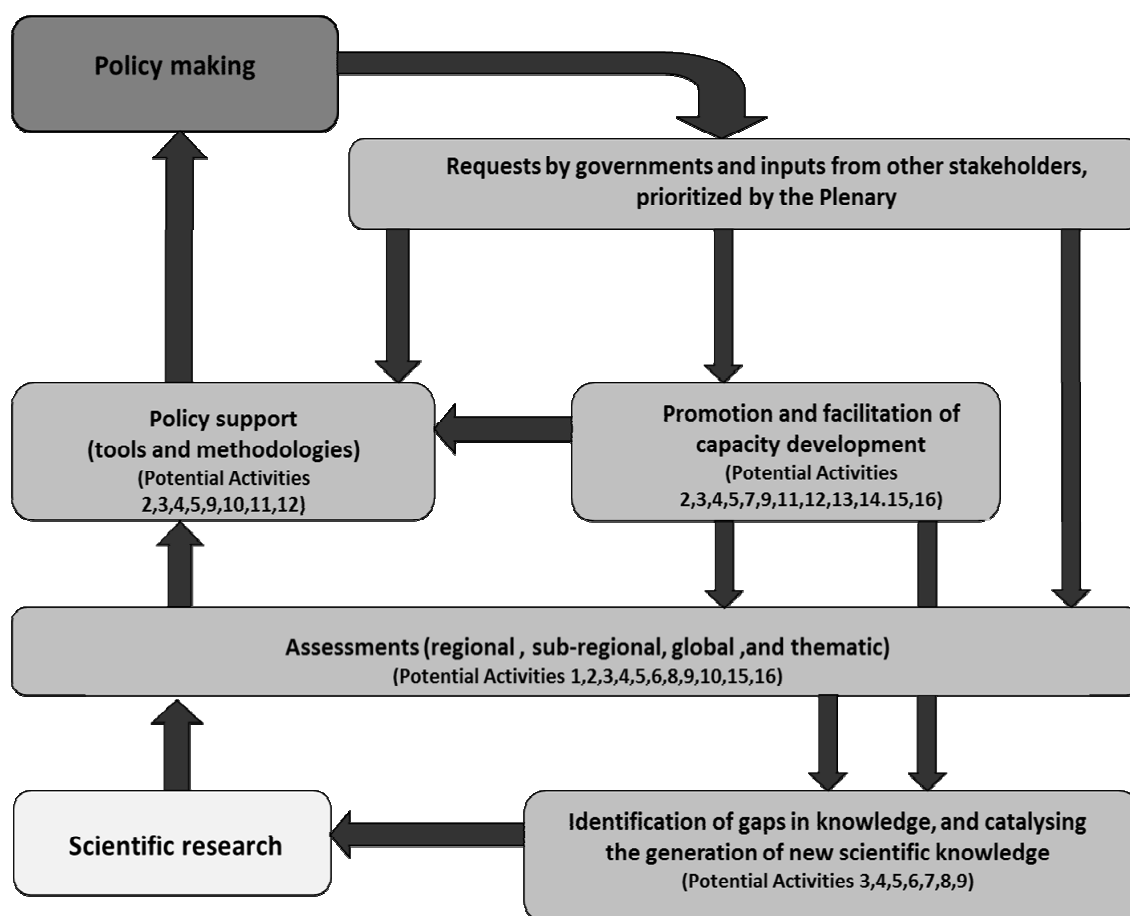 Policy making
Requests by governments and inputs from other stakeholders,
prioritized by the Plenary
Policy support
(tools and methodologies)
(Potential Activities
2,3,4,5,9,10,11,12)
Promotion and facilitation of
capacity development
(Potential Activities
2,3,4,5,7,9,11,12,13,14.15,16)
Assessments (regional , sub-regional, global ,and thematic)
(Potential Activities 1,2,3,4,5,6,8,9,10,15,16)
Scientific research
Identification of gaps in knowledge, and catalysing
the generation of new scientific knowledge
(Potential Activities 3,4,5,6,7,8,9)